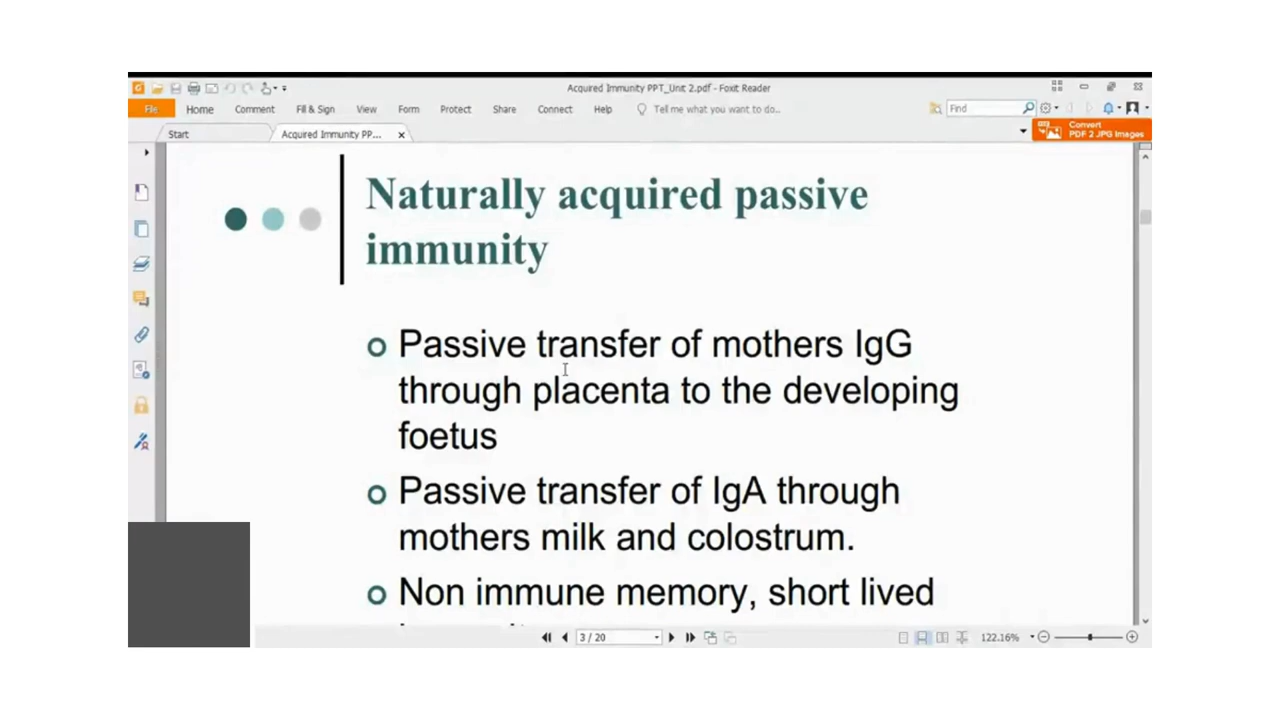 Acquired Immunity PPT_Unit 2.pdf - Foxit Reader
File Home Comment Fill & Sign View Form Protect Share Connect Help Tell me what you want to do.. Find
Start Acquired Immunity PP... Convert
PDF 2 JPG Images
Naturally acquired passive
immunity
Passive transfer of mothers IgG
through placenta to the developing
foetus
Passive transfer of IgA through
mothers milk and colostrum.
Non immune memory, short lived
3 / 20 122.16%